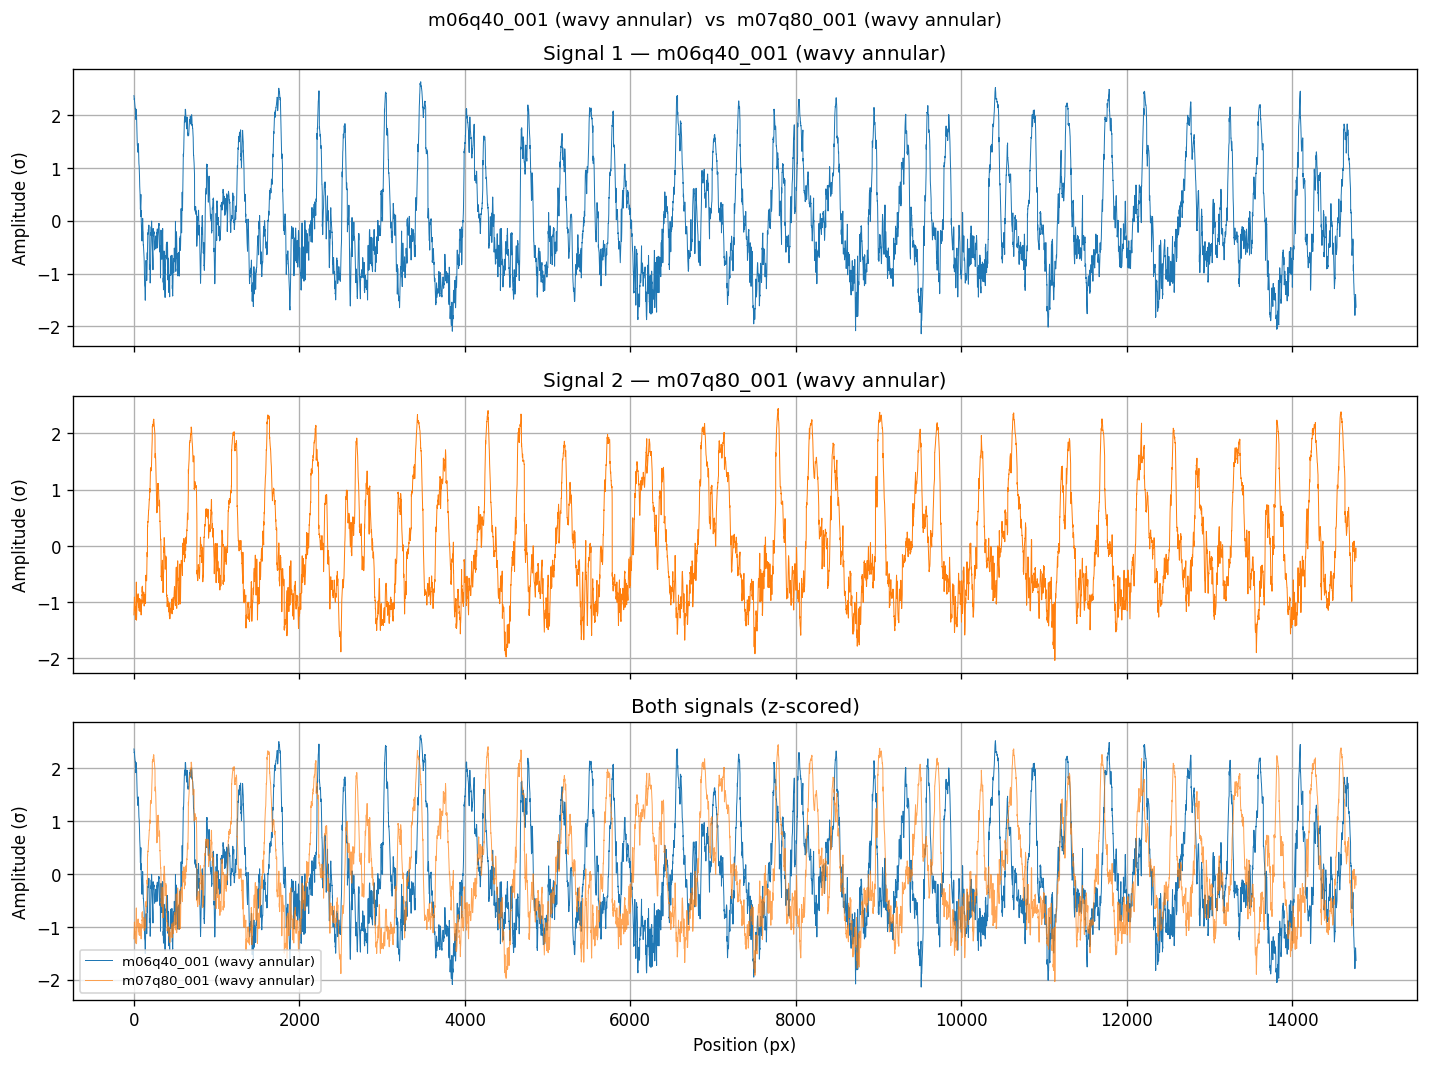 m06q40_001 (wavy annular)  vs  m07q80_001 (wavy annular)
Signal 1 — m06q40_001 (wavy annular)
Amplitude (σ)
2
1
0
−1
−2
Signal 2 — m07q80_001 (wavy annular)
Amplitude (σ)
2
1
0
−1
−2
Both signals (z-scored)
Amplitude (σ)
2
1
0
−1
−2
m06q40_001 (wavy annular)
m07q80_001 (wavy annular)
0 2000 4000 6000 8000 10000 12000 14000
Position (px)